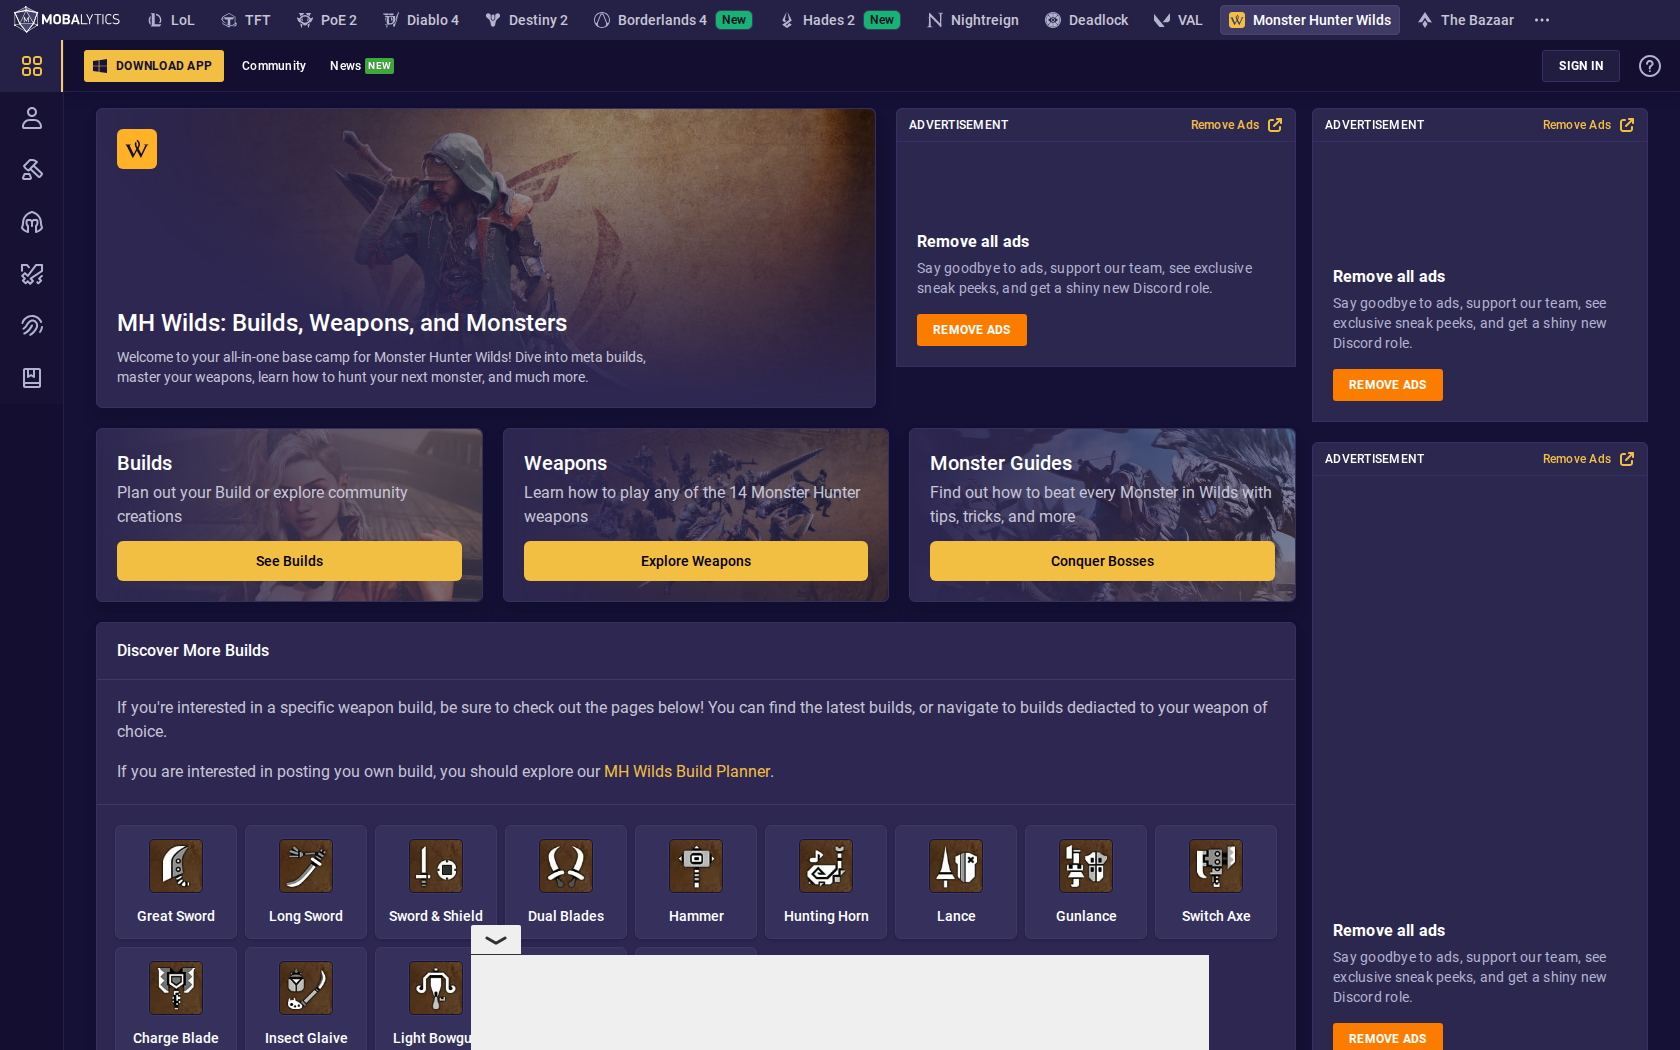 MOBALYTICS
LoL
TFT
PoE 2
Diablo 4
Destiny 2
Borderlands 4 New
Hades 2 New
Nightreign
Deadlock
VAL
Monster Hunter Wilds
The Bazaar
DOWNLOAD APP
Community
News NEW
SIGN IN
MH Wilds: Builds, Weapons, and Monsters
Welcome to your all-in-one base camp for Monster Hunter Wilds! Dive into meta builds,
master your weapons, learn how to hunt your next monster, and much more.
ADVERTISEMENT
Remove Ads
Remove all ads
Say goodbye to ads, support our team, see exclusive
sneak peeks, and get a shiny new Discord role.
REMOVE ADS
ADVERTISEMENT
Remove Ads
Remove all ads
Say goodbye to ads, support our team, see
exclusive sneak peeks, and get a shiny new
Discord role.
REMOVE ADS
Builds
Plan out your Build or explore community
creations
See Builds
Weapons
Learn how to play any of the 14 Monster Hunter
weapons
Explore Weapons
Monster Guides
Find out how to beat every Monster in Wilds with
tips, tricks, and more
Conquer Bosses
ADVERTISEMENT
Remove Ads
Remove all ads
Say goodbye to ads, support our team, see
exclusive sneak peeks, and get a shiny new
Discord role.
REMOVE ADS
Discover More Builds
If you're interested in a specific weapon build, be sure to check out the pages below! You can find the latest builds, or navigate to builds dediacted to your weapon of
choice.
If you are interested in posting you own build, you should explore our MH Wilds Build Planner.
Great Sword
Long Sword
Sword & Shield
Dual Blades
Hammer
Hunting Horn
Lance
Gunlance
Switch Axe
Charge Blade
Insect Glaive
Light Bowgu